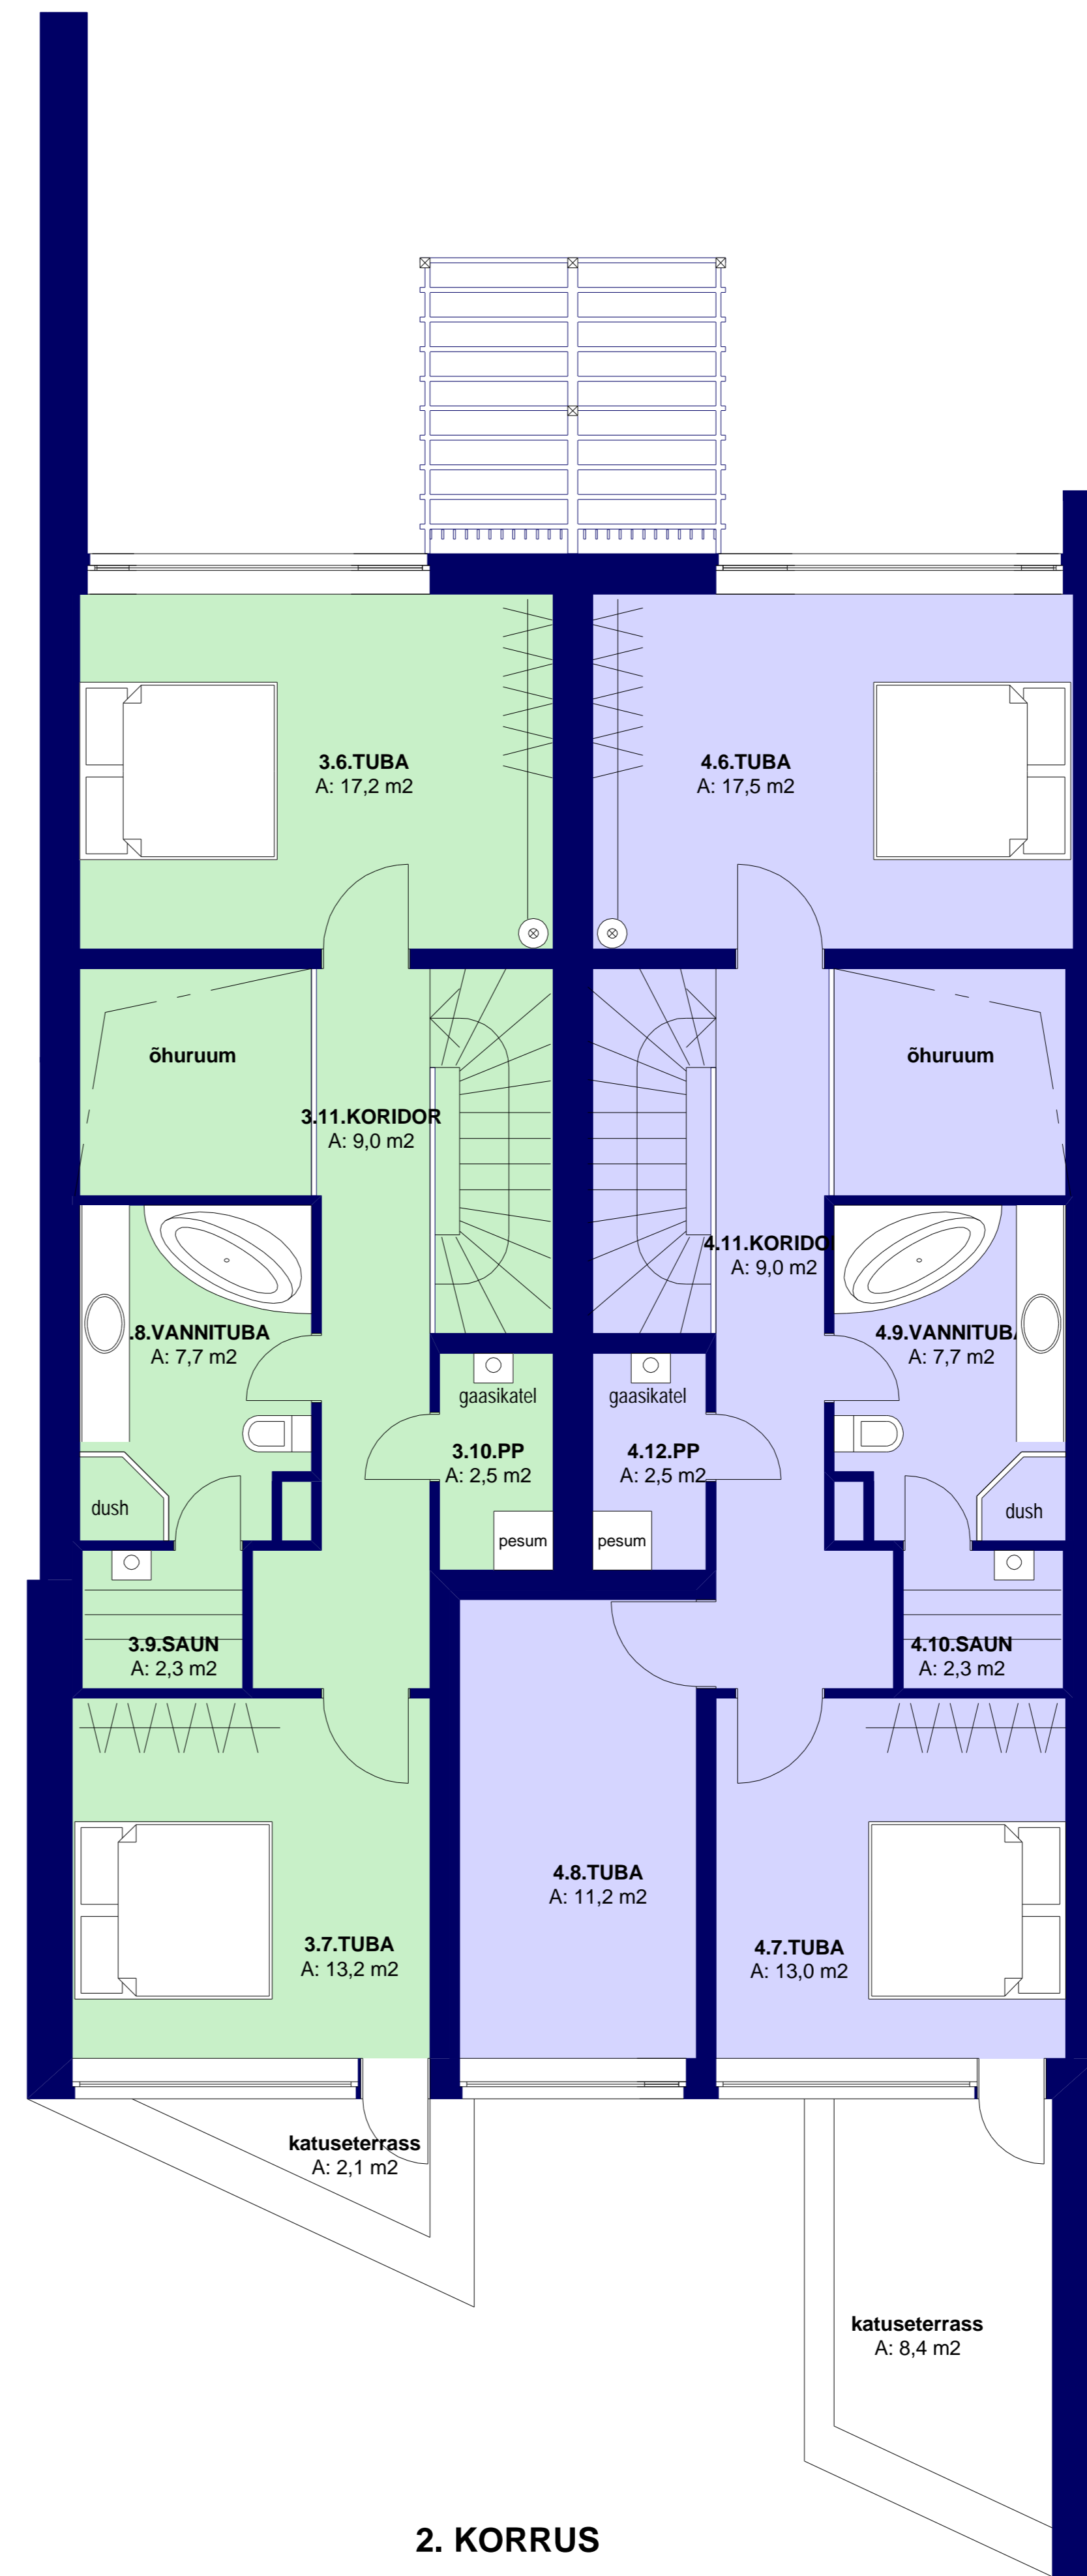 3.6.TUBA
A: 17,2 m2
4.6.TUBA
A: 17,5 m2
õhuruum
õhuruum
3.11.KORIDOR
A: 9,0 m2
4.11.KORIDO
A: 9,0 m2
.8.VANNITUBA
A: 7,7 m2
4.9.VANNITUBA
A: 7,7 m2
gaasikatel
gaasikatel
3.10.PP
A: 2,5 m2
4.12.PP
A: 2,5 m2
dush
pesum
pesum
dush
3.9.SAUN
A: 2,3 m2
4.10.SAUN
A: 2,3 m2
4.8.TUBA
A: 11,2 m2
3.7.TUBA
A: 13,2 m2
4.7.TUBA
A: 13,0 m2
katuseterrass
A: 2,1 m2
katuseterrass
A: 8,4 m2
2. KORRUS